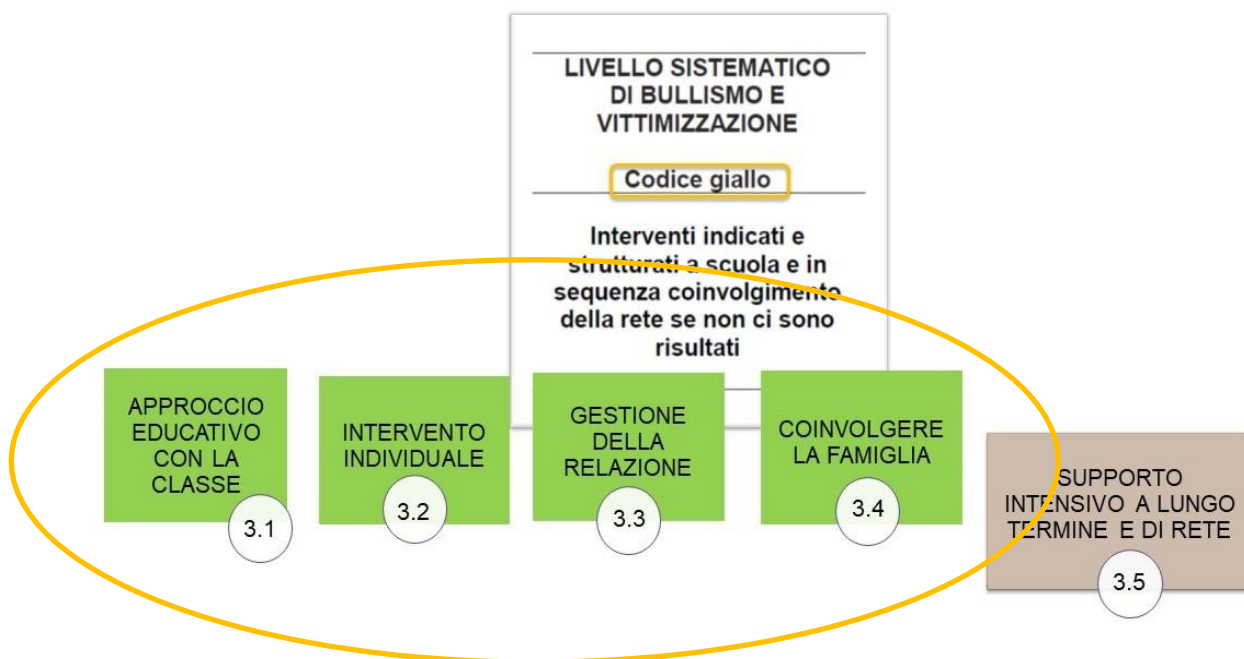 LIVELLO SISTEMATICO
DI BULLISMO E
VITTIMIZZAZIONE
Codice giallo
Interventi indicati e
strutturati a scuola e in
sequenza coinvolgimento
della rete se non ci sono
risultati
APPROCCIO
EDUCATIVO
CON LA
CLASSE
3.1
INTERVENTO
INDIVIDUALE
3.2
GESTIONE
DELLA
RELAZIONE
3.3
COINVOLGERE
LA FAMIGLIA
3.4
SUPPORTO
INTENSIVO A LUNGO
TERMINE E DI RETE
3.5